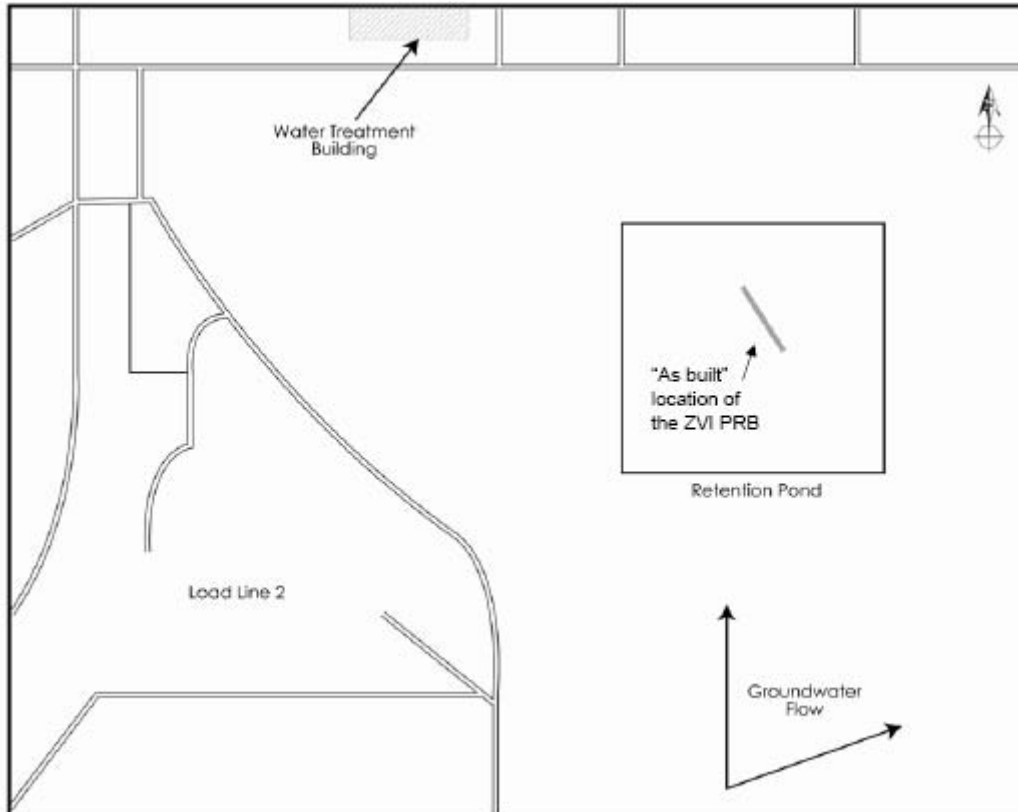 Water Treatment
Building
"As built"
location of
the ZVI PRB
Retention Pond
Load Line 2
Groundwater
Flow